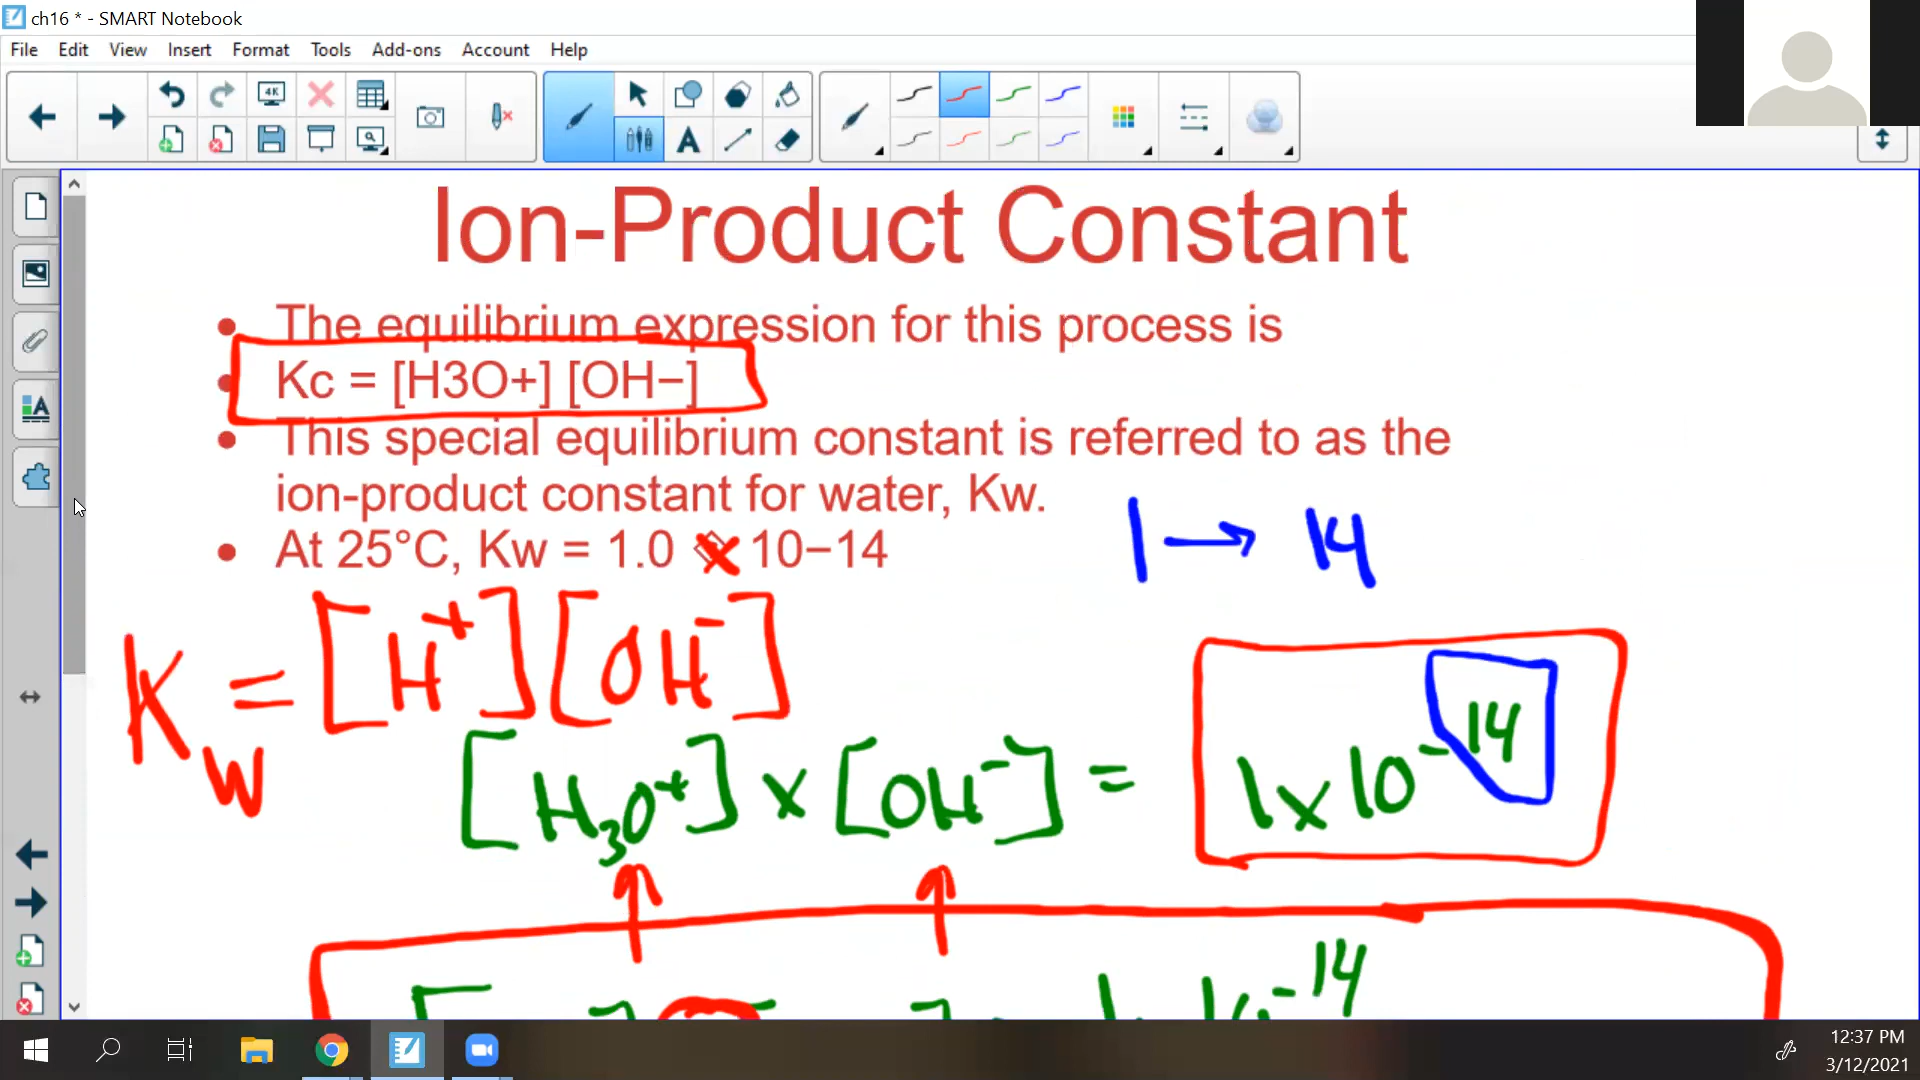 ch16 * - SMART Notebook
File Edit View Insert Format Tools Add-ons Account Help
4K
A
Ion-Product Constant
• The equilibrium expression for this process is
• Kc = [H3O+] [OH−]
• This special equilibrium constant is referred to as the
ion-product constant for water, Kw.
• At 25°C, Kw = 1.0 x 10−14
1 → 14
Kw = [H⁺][OH⁻]
[H₃O⁺] x [OH⁻] = 1x10⁻¹⁴
-14
12:37 PM
3/12/2021